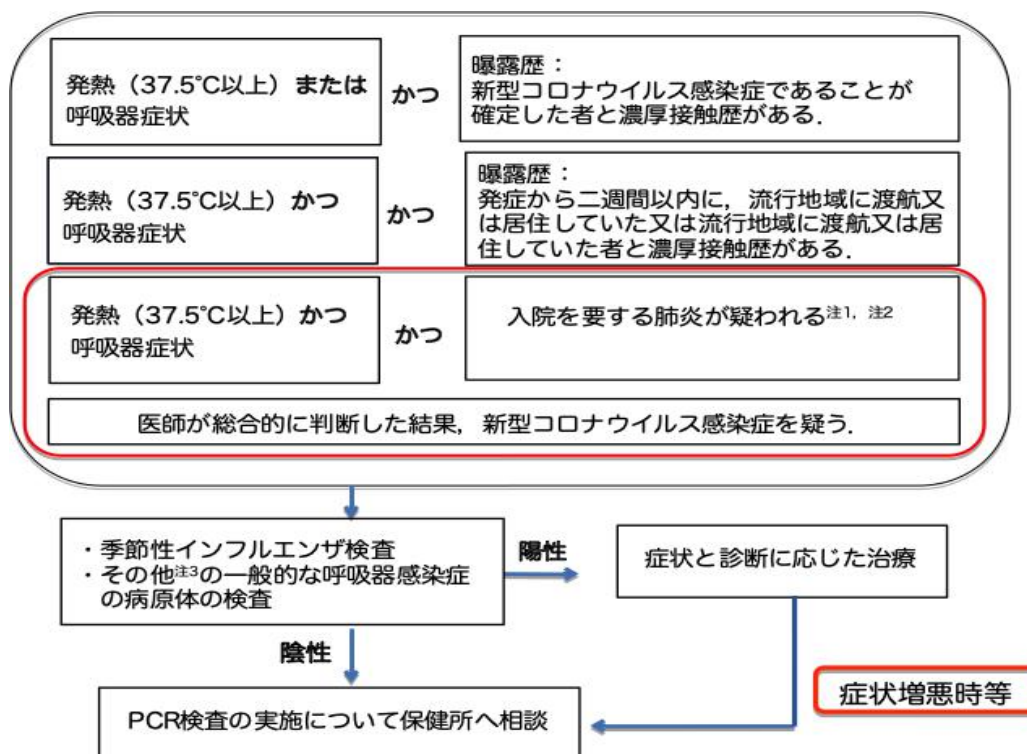 発熱（37.5℃以上）または
呼吸器症状
かつ
曝露歴：
新型コロナウイルス感染症であることが
確定した者と濃厚接触歴がある．
発熱（37.5℃以上）かつ
呼吸器症状
かつ
曝露歴：
発症から二週間以内に，流行地域に渡航又
は居住していた又は流行地域に渡航又は居
住していた者と濃厚接触歴がある．
発熱（37.5℃以上）かつ
呼吸器症状
かつ
入院を要する肺炎が疑われる注1，注2
医師が総合的に判断した結果，新型コロナウイルス感染症を疑う．
・季節性インフルエンザ検査
・その他注3の一般的な呼吸器感染症
の病原体の検査
陽性
症状と診断に応じた治療
陰性
症状増悪時等
PCR検査の実施について保健所へ相談